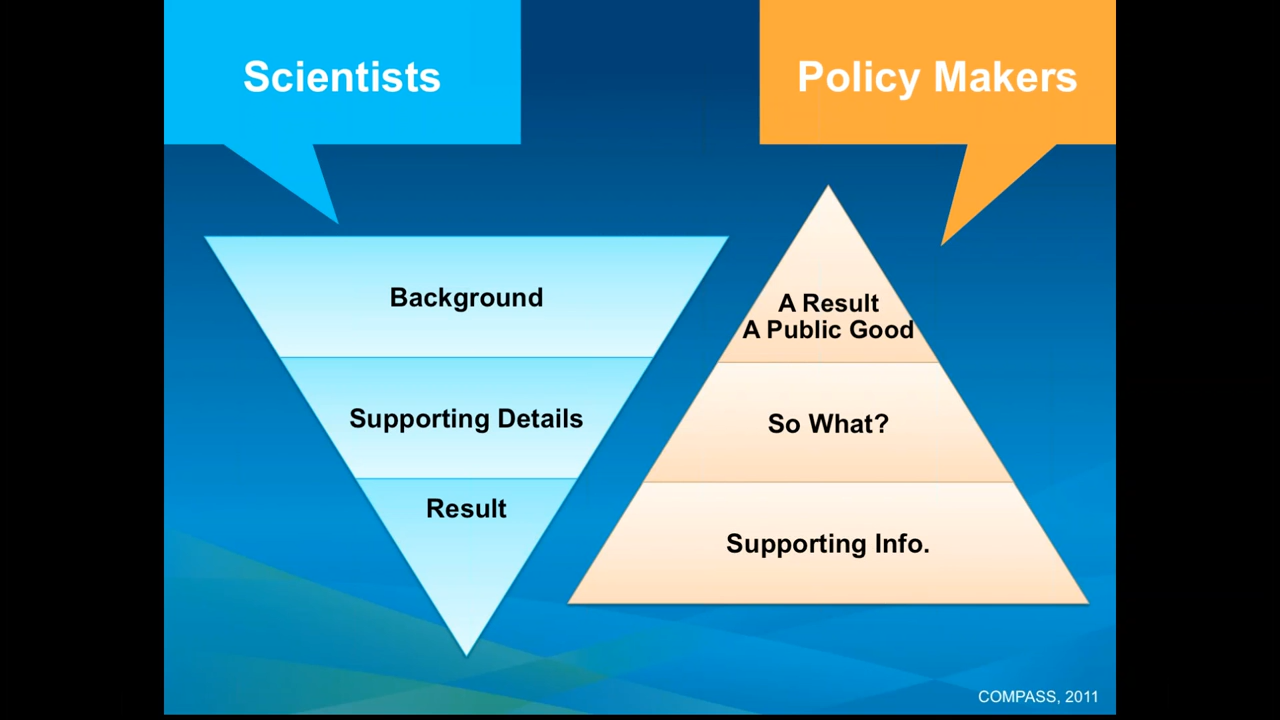 Scientists
Policy Makers
Background
Supporting Details
Result
A Result
A Public Good
So What?
Supporting Info.
COMPASS, 2011